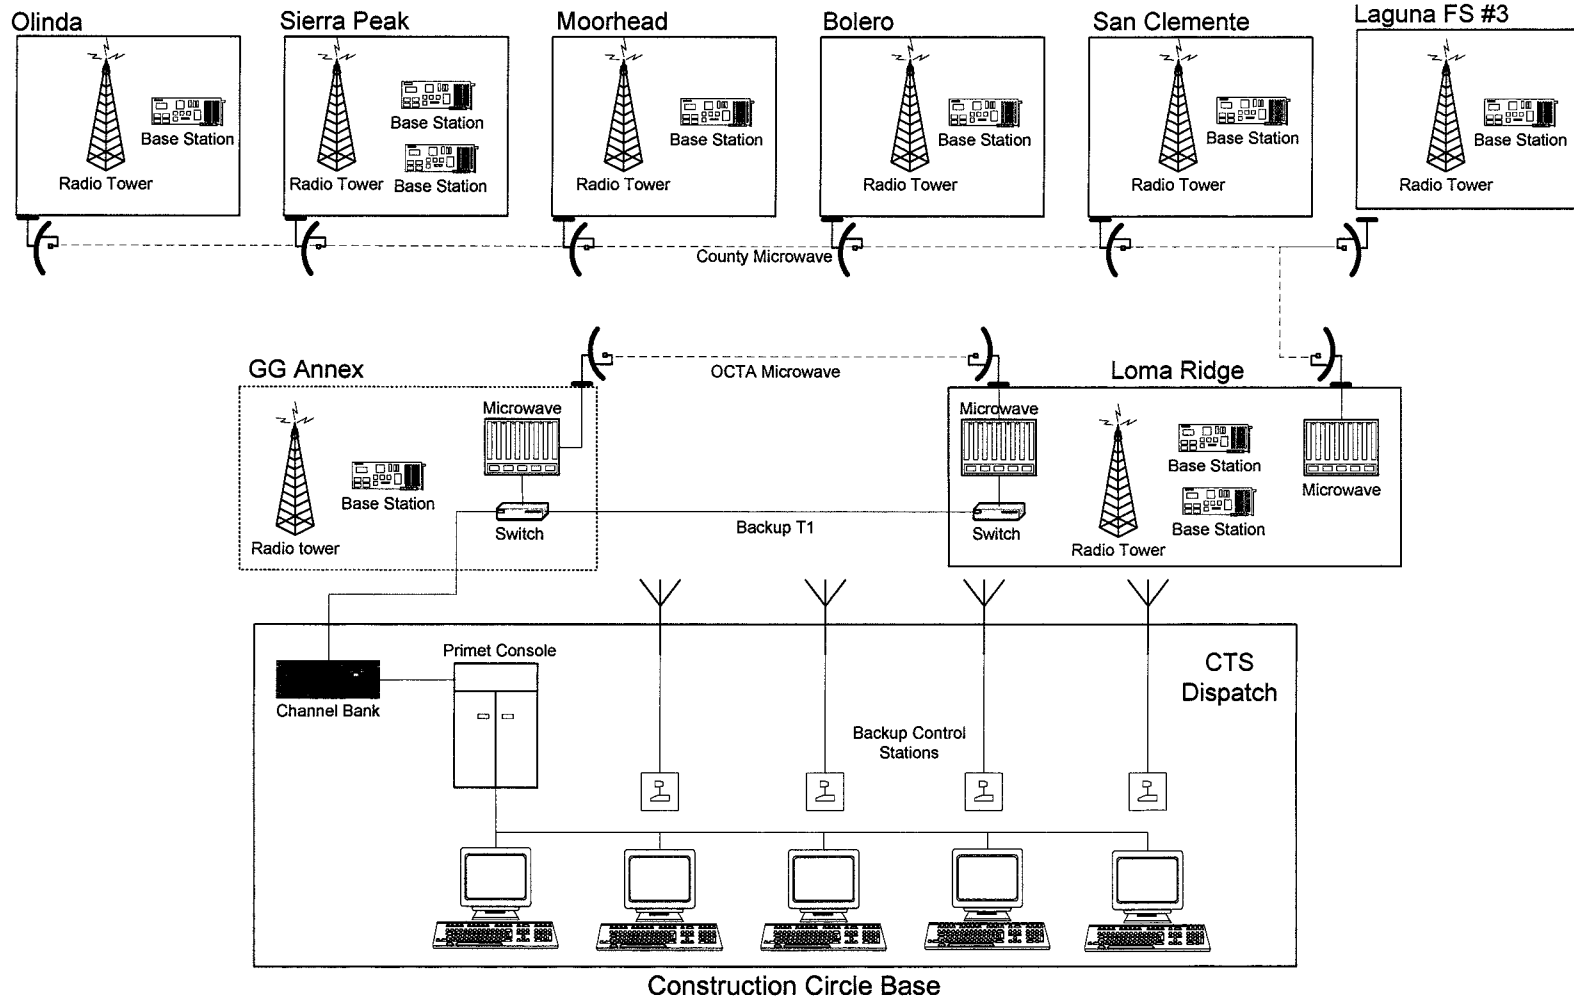 Olinda
Sierra Peak
Moorhead
Bolero
San Clemente
Laguna FS #3
Base Station
Radio Tower
Base Station
Base Station
Radio Tower
Base Station
Radio Tower
Base Station
Radio Tower
Base Station
Radio Tower
Base Station
Radio Tower
County Microwave
GG Annex
OCTA Microwave
Loma Ridge
Microwave
Base Station
Switch
Radio tower
Backup T1
Microwave
Switch
Base Station
Base Station
Radio Tower
Microwave
Primet Console
Channel Bank
CTS
Dispatch
Backup Control
Stations
Construction Circle Base